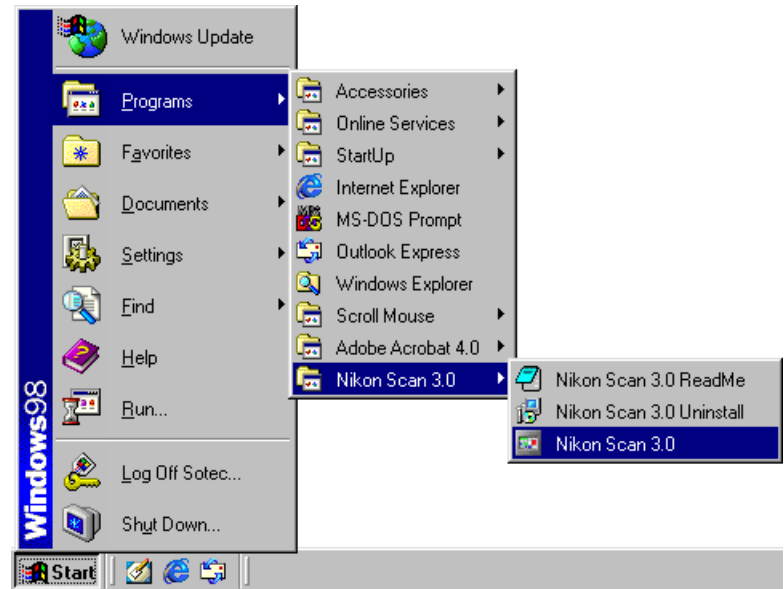 Windows Update
Programs
Favorites
Documents
Settings
Find
Help
Run...
Log Off Sotec...
Shut Down...
Windows98
Start
Accessories
Online Services
StartUp
Internet Explorer
MS-DOS Prompt
Outlook Express
Windows Explorer
Scroll Mouse
Adobe Acrobat 4.0
Nikon Scan 3.0
Nikon Scan 3.0 ReadMe
Nikon Scan 3.0 Uninstall
Nikon Scan 3.0